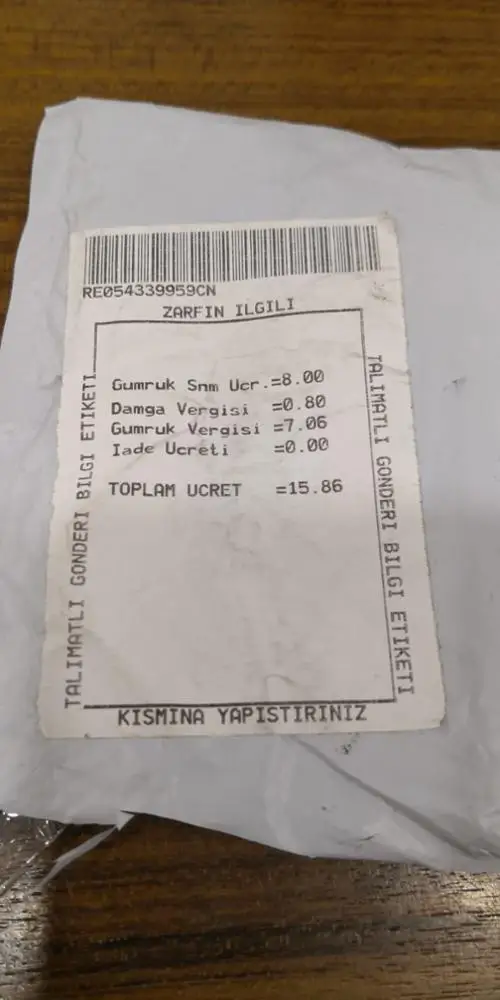 RE054339959CN
ZARFIN ILGILI
TALIMATLI GONDERI BILGI ETIKETI
Gumruk Snm Ucr.=8.00
Damga Vergisi =0.80
Gumruk Vergisi =7.06
Iade Ucreti =0.00
TOPLAM UCRET =15.86
TALIMATLI GONDERI BILGI ETIKETI
KISMINA YAPISTIRINIZ